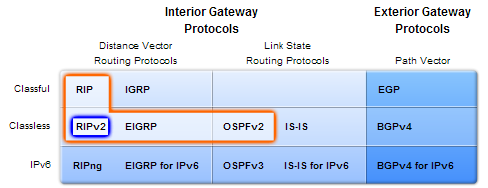 Interior Gateway
Protocols
Exterior Gateway
Protocols
Distance Vector
Routing Protocols
Link State
Routing Protocols
Path Vector
Classful RIP IGRP EGP
Classless RIPv2 EIGRP OSPFv2 IS-IS BGPv4
IPv6 RIPng EIGRP for IPv6 OSPFv3 IS-IS for IPv6 BGPv4 for IPv6